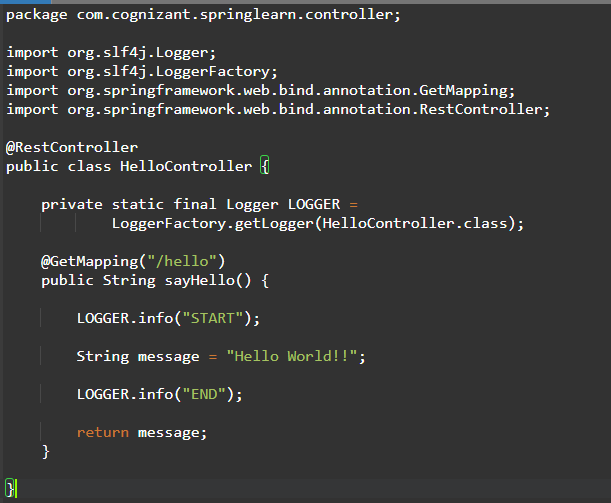 package com.cognizant.springlearn.controller;
import org.slf4j.Logger;
import org.slf4j.LoggerFactory;
import org.springframework.web.bind.annotation.GetMapping;
import org.springframework.web.bind.annotation.RestController;
@RestController
public class HelloController {
private static final Logger LOGGER =
LoggerFactory.getLogger(HelloController.class);
@GetMapping("/hello")
public String sayHello() {
LOGGER.info("START");
String message = "Hello World!!";
LOGGER.info("END");
return message;
}
}